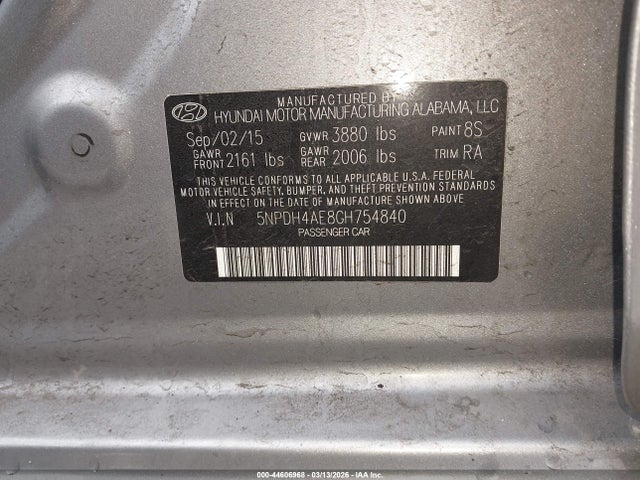 MANUFACTURED BY
HYUNDAI MOTOR MANUFACTURING ALABAMA, LLC
Sep/02/15 GVWR 3880 lbs PAINT 8S
GAWR FRONT 2161 lbs GAWR REAR 2006 lbs TRIM RA
THIS VEHICLE CONFORMS TO ALL APPLICABLE U.S.A. FEDERAL
MOTOR VEHICLE SAFETY, BUMPER, AND THEFT PREVENTION STANDARDS
IN EFFECT ON THE DATE OF MANUFACTURE SHOWN ABOVE.
V.I.N 5NPDH4AE8GH754840
PASSENGER CAR
000-44606968 | 03/13/2026 - IAA Inc.